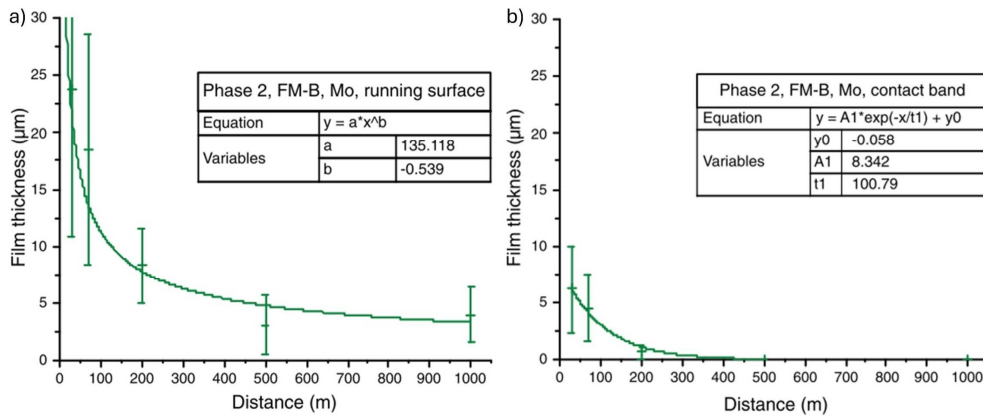 a)
30
25
20
15
10
5
0
Film thickness (μm)
Phase 2, FM-B, Mo, running surface
Equation y = a*x^b
Variables a 135.118
b -0.539
0 100 200 300 400 500 600 700 800 900 1000
Distance (m)
b)
30
25
20
15
10
5
0
Film thickness (μm)
Phase 2, FM-B, Mo, contact band
Equation y = A1*exp(-x/t1) + y0
Variables y0 -0.058
A1 8.342
t1 100.79
0 100 200 300 400 500 600 700 800 900 1000
Distance (m)